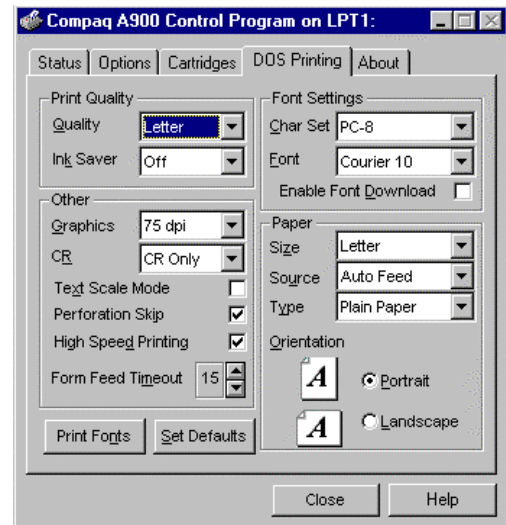 Compaq A900 Control Program on LPT1:
Status Options Cartridges DOS Printing About
Print Quality
Quality Letter
Ink Saver Off
Other
Graphics 75 dpi
CR CR Only
Text Scale Mode
Perforation Skip
High Speed Printing
Form Feed Timeout 15
Print Fonts Set Defaults
Font Settings
Char Set PC-8
Font Courier 10
Enable Font Download
Paper
Size Letter
Source Auto Feed
Type Plain Paper
Orientation
A Portrait
A Landscape
Close Help